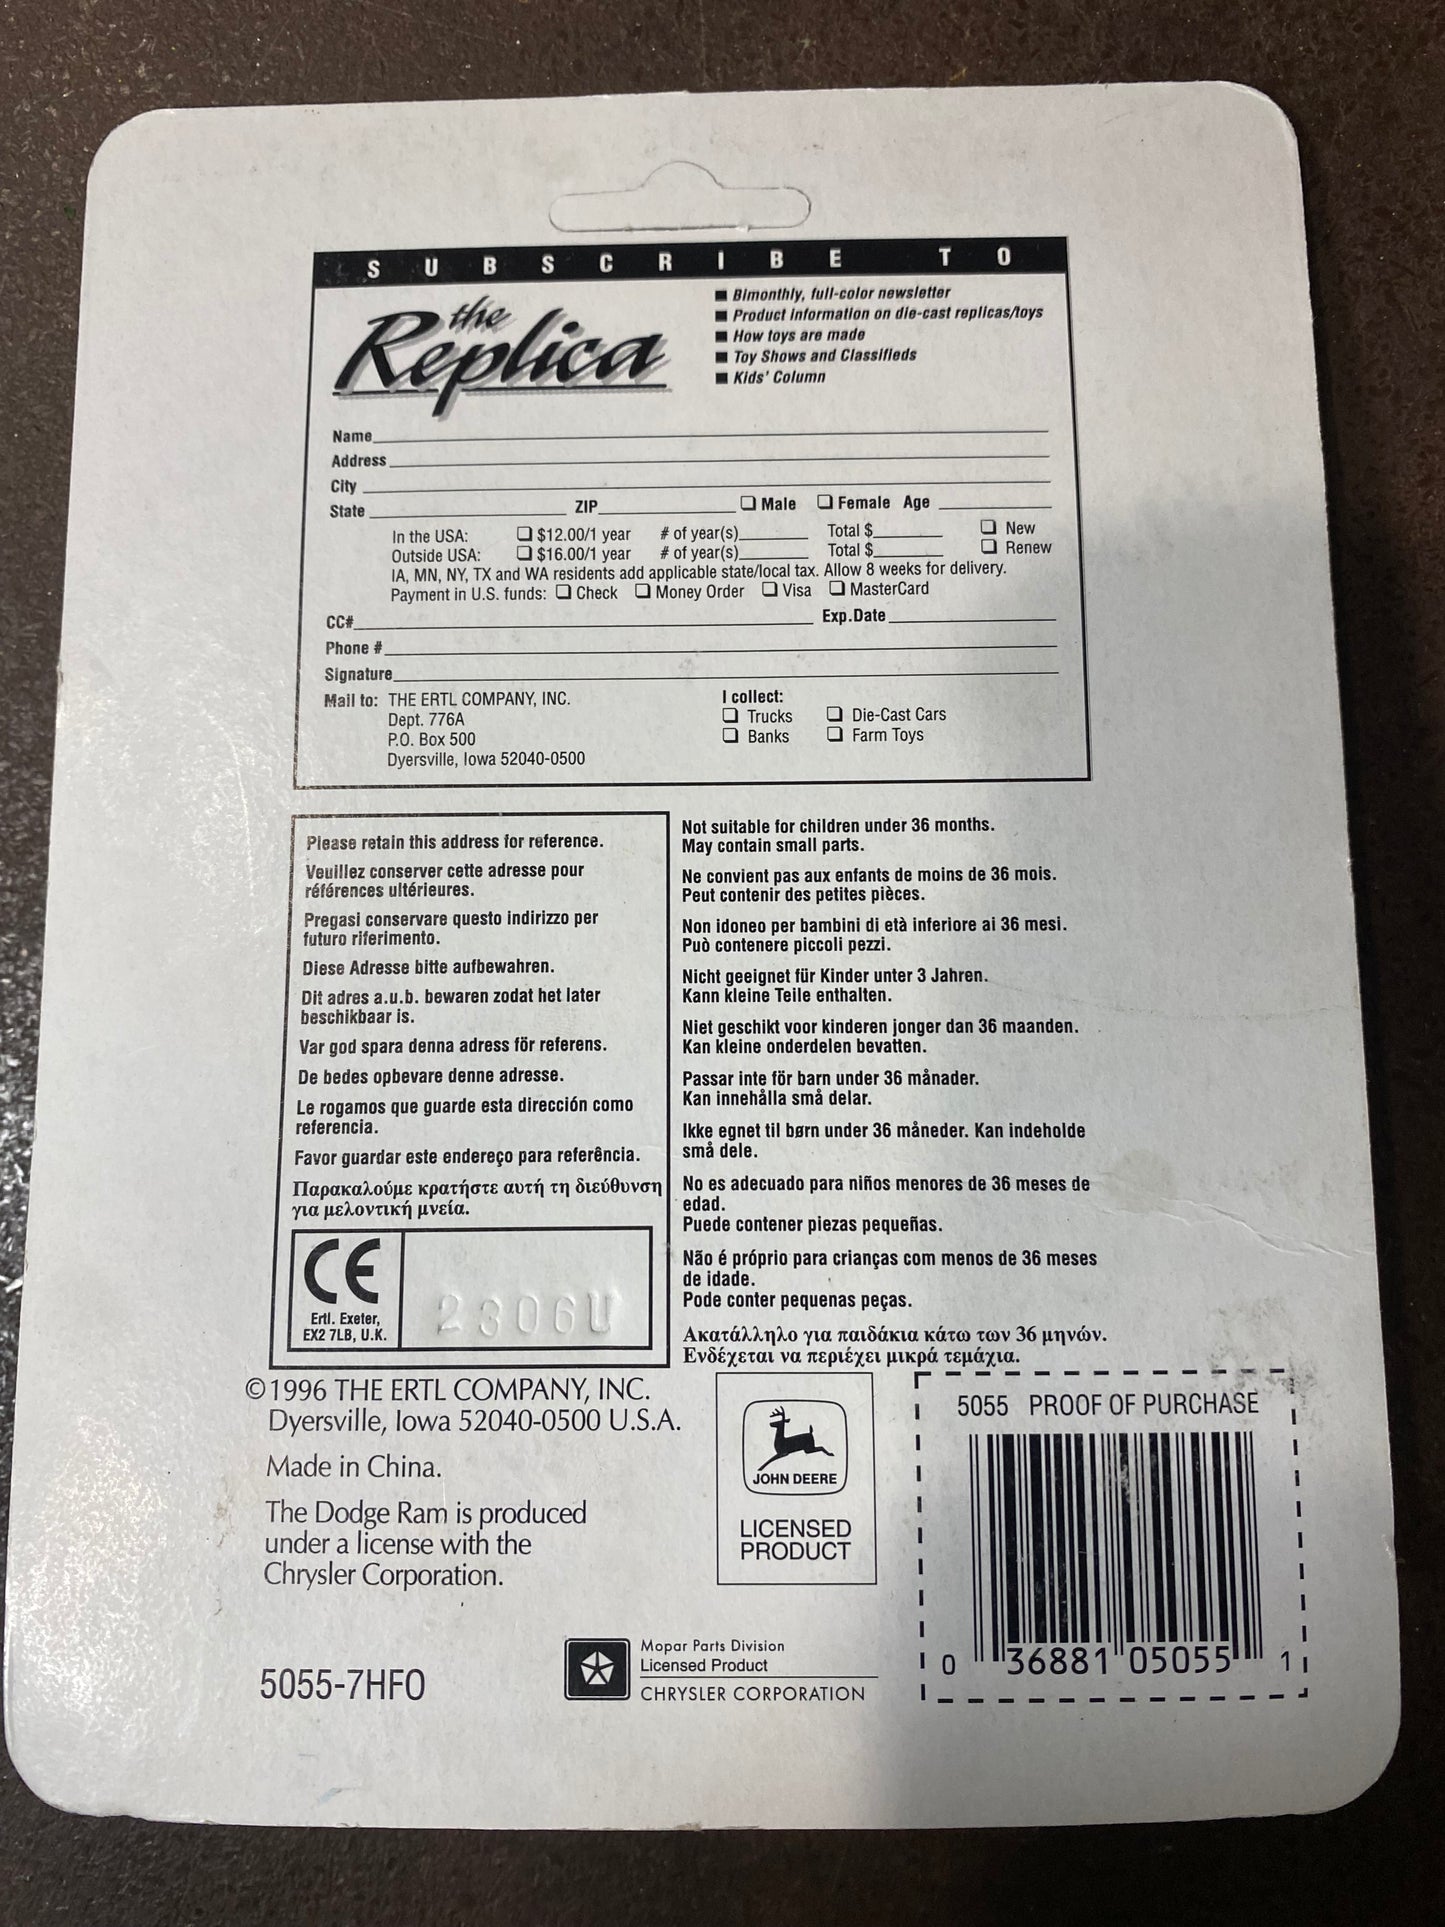 SUBSCRIBE TO
the
Replica
■ Bimonthly, full-color newsletter
■ Product information on die-cast replicas/toys
■ How toys are made
■ Toy Shows and Classifieds
■ Kids' Column
Name
Address
City
State ZIP ❏ Male ❏ Female Age
In the USA: ❏ $12.00/1 year # of year(s) Total $ ❏ New
Outside USA: ❏ $16.00/1 year # of year(s) Total $ ❏ Renew
IA, MN, NY, TX and WA residents add applicable state/local tax. Allow 8 weeks for delivery.
Payment in U.S. funds: ❏ Check ❏ Money Order ❏ Visa ❏ MasterCard
CC# Exp.Date
Phone #
Signature
Mail to: THE ERTL COMPANY, INC.
Dept. 776A
P.O. Box 500
Dyersville, Iowa 52040-0500
I collect:
❏ Trucks ❏ Die-Cast Cars
❏ Banks ❏ Farm Toys
Please retain this address for reference.
Veuillez conserver cette adresse pour
références ultérieures.
Pregasi conservare questo indirizzo per
futuro riferimento.
Diese Adresse bitte aufbewahren.
Dit adres a.u.b. bewaren zodat het later
beschikbaar is.
Var god spara denna adress för referens.
De bedes opbevare denne adresse.
Le rogamos que guarde esta dirección como
referencia.
Favor guardar este endereço para referência.
Παρακαλούμε κρατήστε αυτή τη διεύθυνση
για μελοντική μνεία.
CE
Ertl. Exeter,
EX2 7LB, U.K.
2306U
Not suitable for children under 36 months.
May contain small parts.
Ne convient pas aux enfants de moins de 36 mois.
Peut contenir des petites pièces.
Non idoneo per bambini di età inferiore ai 36 mesi.
Può contenere piccoli pezzi.
Nicht geeignet für Kinder unter 3 Jahren.
Kann kleine Teile enthalten.
Niet geschikt voor kinderen jonger dan 36 maanden.
Kan kleine onderdelen bevatten.
Passar inte för barn under 36 månader.
Kan innehålla små delar.
Ikke egnet til børn under 36 måneder. Kan indeholde
små dele.
No es adecuado para niños menores de 36 meses de
edad.
Puede contener piezas pequeñas.
Não é próprio para crianças com menos de 36 meses
de idade.
Pode conter pequenas peças.
Ακατάλληλο για παιδάκια κάτω των 36 μηνών.
Ενδέχεται να περιέχει μικρά τεμάχια.
©1996 THE ERTL COMPANY, INC.
Dyersville, Iowa 52040-0500 U.S.A.
Made in China.
The Dodge Ram is produced
under a license with the
Chrysler Corporation.
5055-7HFO
JOHN DEERE
LICENSED
PRODUCT
Mopar Parts Division
Licensed Product
CHRYSLER CORPORATION
5055 PROOF OF PURCHASE
0 36881 05055 1